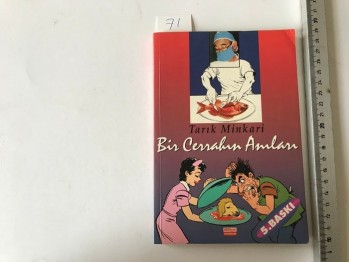 71
Tarık Minkari
Bir Cerrahın Anıları
5.BASKI